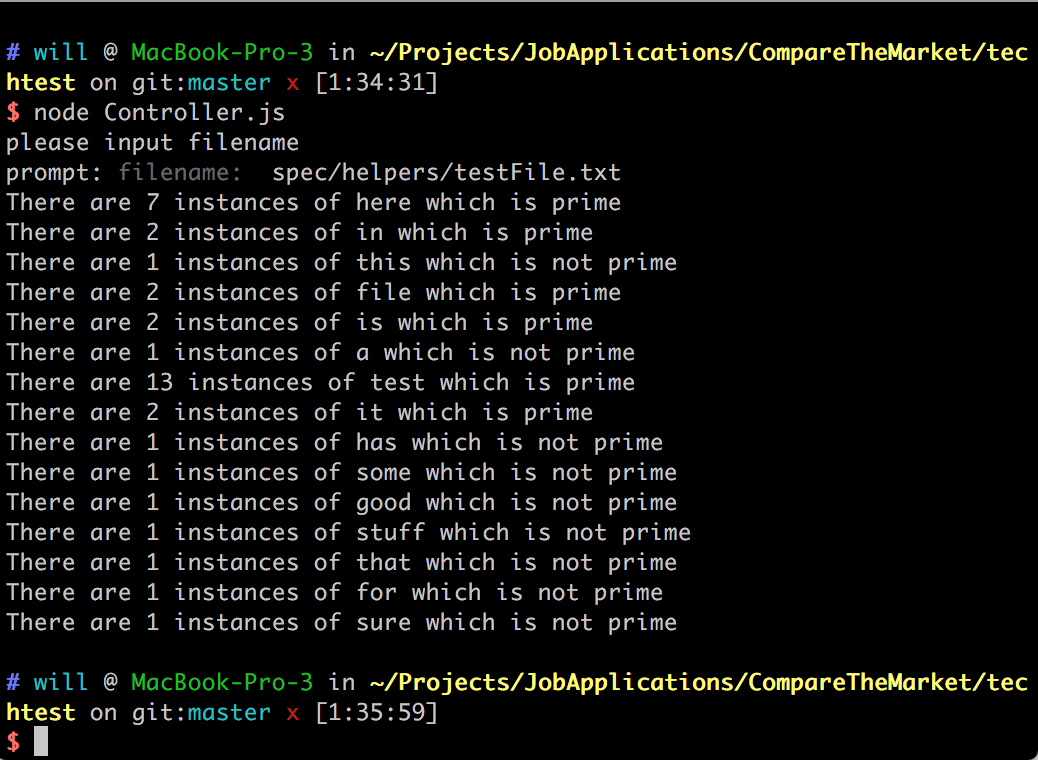 # will @ MacBook-Pro-3 in ~/Projects/JobApplications/CompareTheMarket/tec
htest on git:master x [1:34:31]
$ node Controller.js
please input filename
prompt: filename:  spec/helpers/testFile.txt
There are 7 instances of here which is prime
There are 2 instances of in which is prime
There are 1 instances of this which is not prime
There are 2 instances of file which is prime
There are 2 instances of is which is prime
There are 1 instances of a which is not prime
There are 13 instances of test which is prime
There are 2 instances of it which is prime
There are 1 instances of has which is not prime
There are 1 instances of some which is not prime
There are 1 instances of good which is not prime
There are 1 instances of stuff which is not prime
There are 1 instances of that which is not prime
There are 1 instances of for which is not prime
There are 1 instances of sure which is not prime
# will @ MacBook-Pro-3 in ~/Projects/JobApplications/CompareTheMarket/tec
htest on git:master x [1:35:59]
$